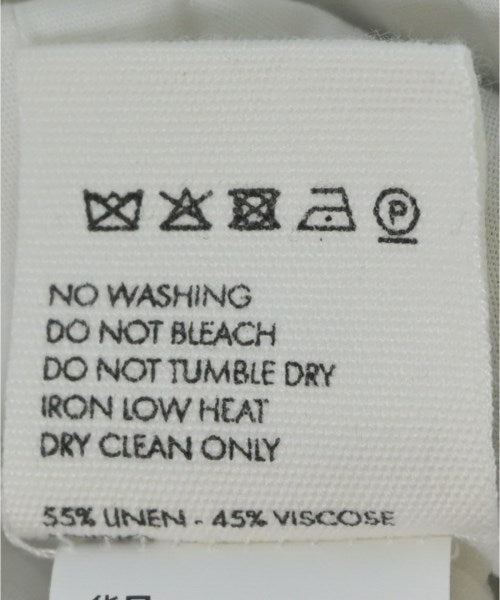 P
NO WASHING
DO NOT BLEACH
DO NOT TUMBLE DRY
IRON LOW HEAT
DRY CLEAN ONLY
55% LINEN - 45% VISCOSE